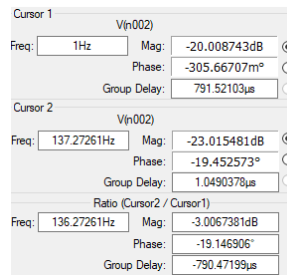 Cursor 1
V(n002)
Freq: 1Hz Mag: -20.008743dB
Phase: -305.66707m°
Group Delay: 791.52103µs
Cursor 2
V(n002)
Freq: 137.27261Hz Mag: -23.015481dB
Phase: -19.452573°
Group Delay: 1.0490378µs
Ratio (Cursor2 / Cursor1)
Freq: 136.27261Hz Mag: -3.0067381dB
Phase: -19.146906°
Group Delay: -790.47199µs